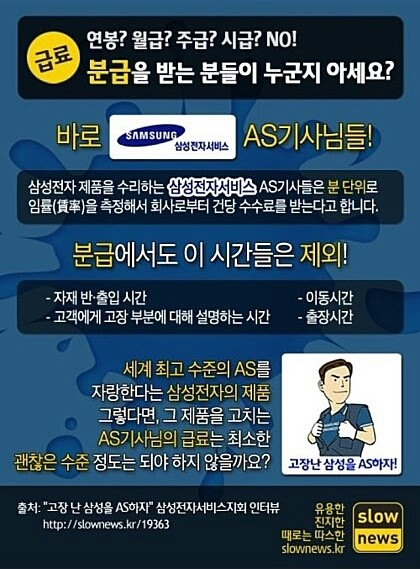 급료
연봉? 월급? 주급? 시급? NO!
분급을 받는 분들이 누군지 아세요?
바로 SAMSUNG 삼성전자서비스 AS기사님들!
삼성전자 제품을 수리하는 삼성전자서비스 AS기사들은 분 단위로
임률(賃率)을 측정해서 회사로부터 건당 수수료를 받는다고 합니다.
분급에서도 이 시간들은 제외!
- 자재 반·출입 시간 - 이동시간
- 고객에게 고장 부분에 대해 설명하는 시간 - 출장시간
세계 최고 수준의 AS를
자랑한다는 삼성전자의 제품
그렇다면, 그 제품을 고치는
AS기사님의 급료는 최소한
괜찮은 수준 정도는 되야 하지 않을까요?
고장난 삼성을 AS하자!
출처: "고장 난 삼성을 AS하자" 삼성전자서비스지회 인터뷰
http://slownews.kr/19363
유용한
진지한
때로는 따스한
slownews.kr
slow
news